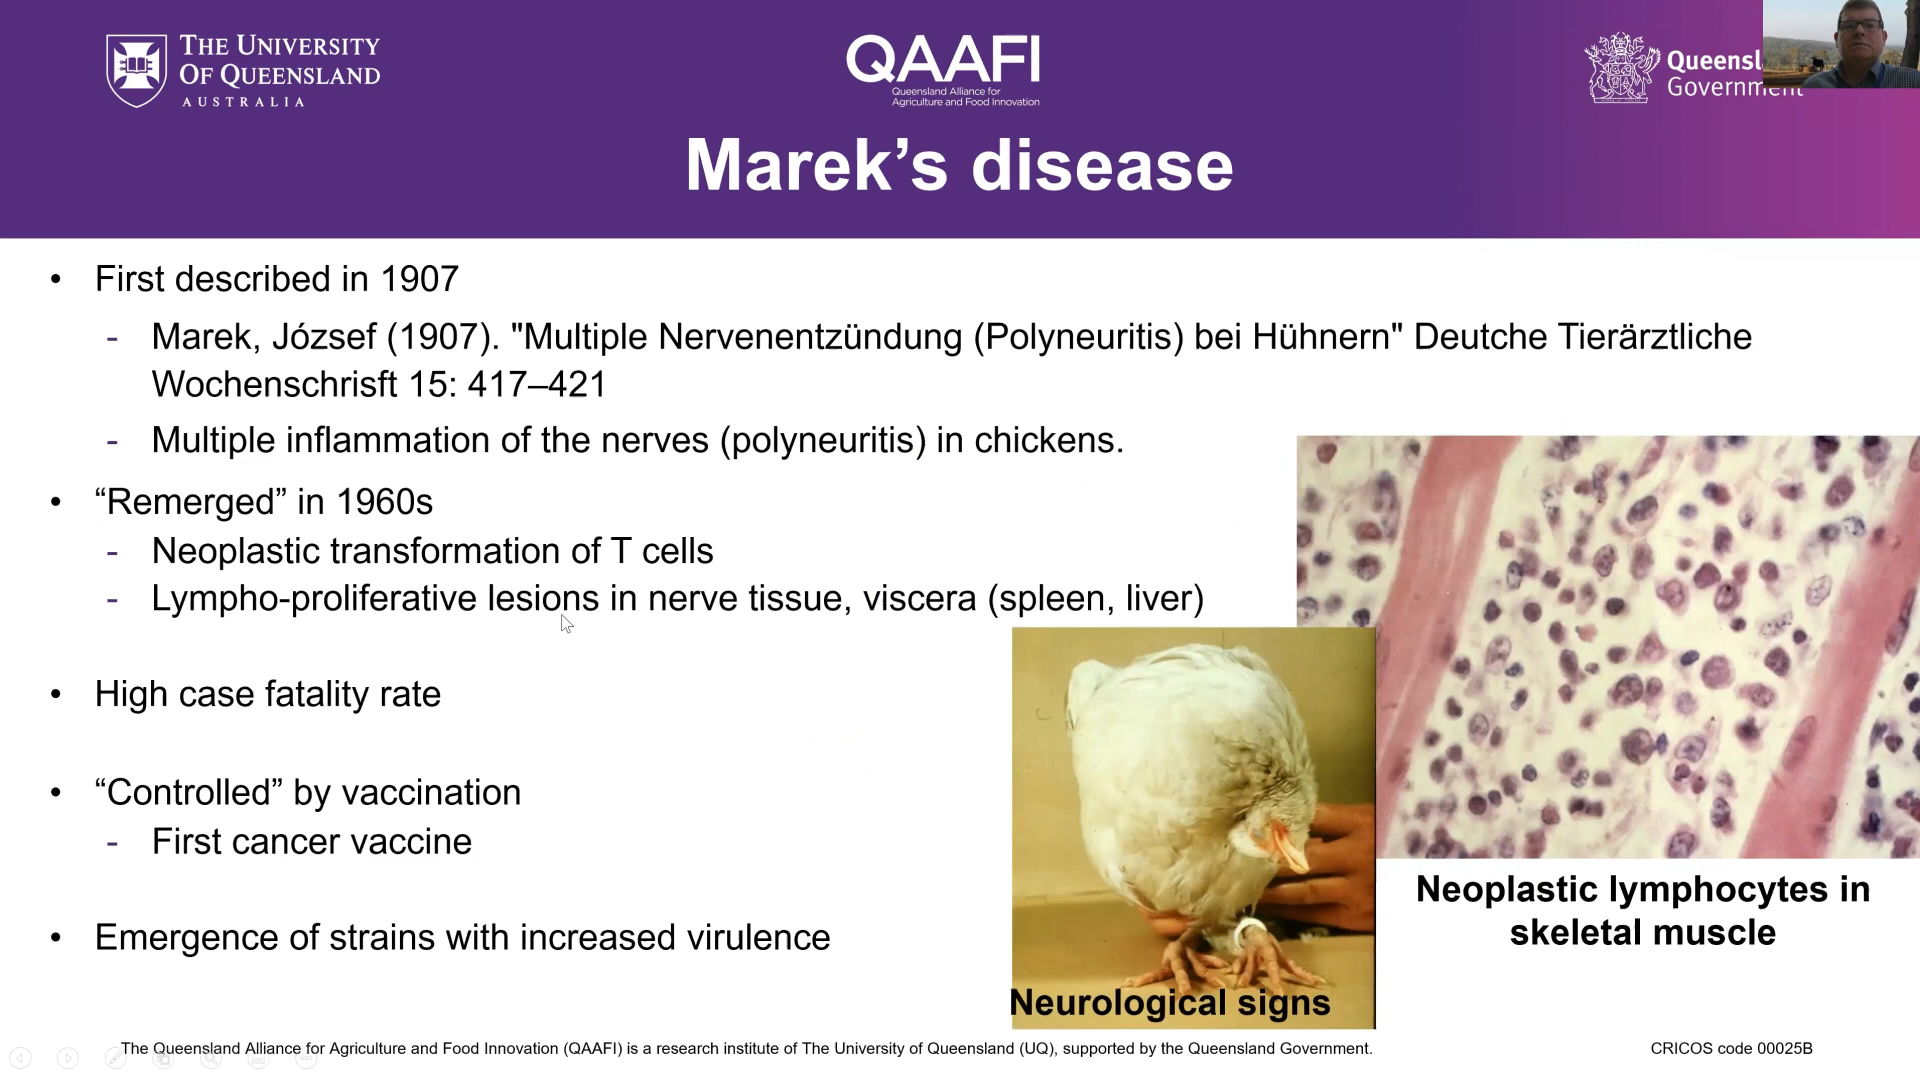 THE UNIVERSITY
OF QUEENSLAND
AUSTRALIA
QAAFI
Queensland Alliance for
Agriculture and Food Innovation
Queensl
Government
Marek’s disease
• First described in 1907
- Marek, József (1907). "Multiple Nervenentzündung (Polyneuritis) bei Hühnern" Deutche Tierärztliche
Wochenschrisft 15: 417–421
- Multiple inflammation of the nerves (polyneuritis) in chickens.
• “Remerged” in 1960s
- Neoplastic transformation of T cells
- Lympho-proliferative lesions in nerve tissue, viscera (spleen, liver)
• High case fatality rate
• “Controlled” by vaccination
- First cancer vaccine
• Emergence of strains with increased virulence
Neoplastic lymphocytes in
skeletal muscle
Neurological signs
The Queensland Alliance for Agriculture and Food Innovation (QAAFI) is a research institute of The University of Queensland (UQ), supported by the Queensland Government.
CRICOS code 00025B